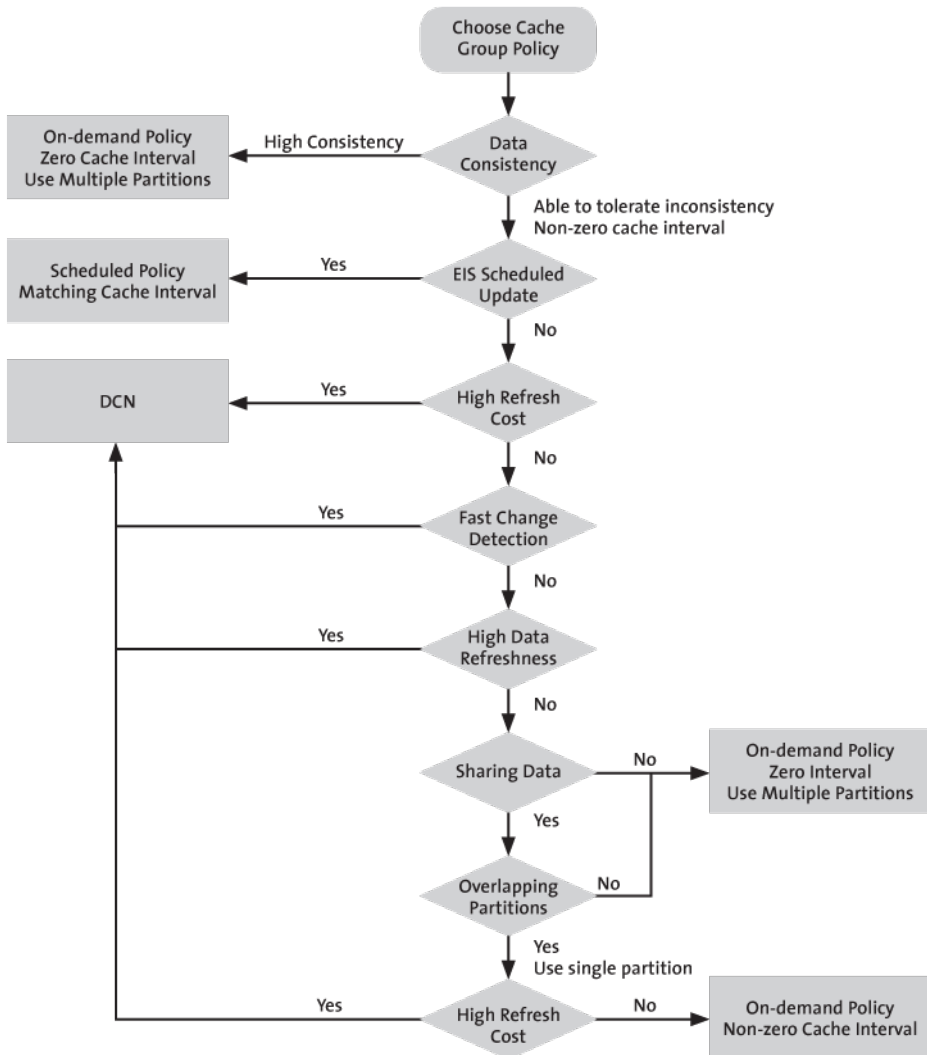 Choose Cache
Group Policy
Data
Consistency
High Consistency
On-demand Policy
Zero Cache Interval
Use Multiple Partitions
Able to tolerate inconsistency
Non-zero cache interval
EIS Scheduled
Update
Yes
Scheduled Policy
Matching Cache Interval
No
High Refresh
Cost
Yes
DCN
No
Fast Change
Detection
Yes
No
High Data
Refreshness
Yes
No
Sharing Data
No
On-demand Policy
Zero Interval
Use Multiple Partitions
Yes
Overlapping
Partitions
No
Yes
Use single partition
High Refresh
Cost
Yes
No
On-demand Policy
Non-zero Cache Interval